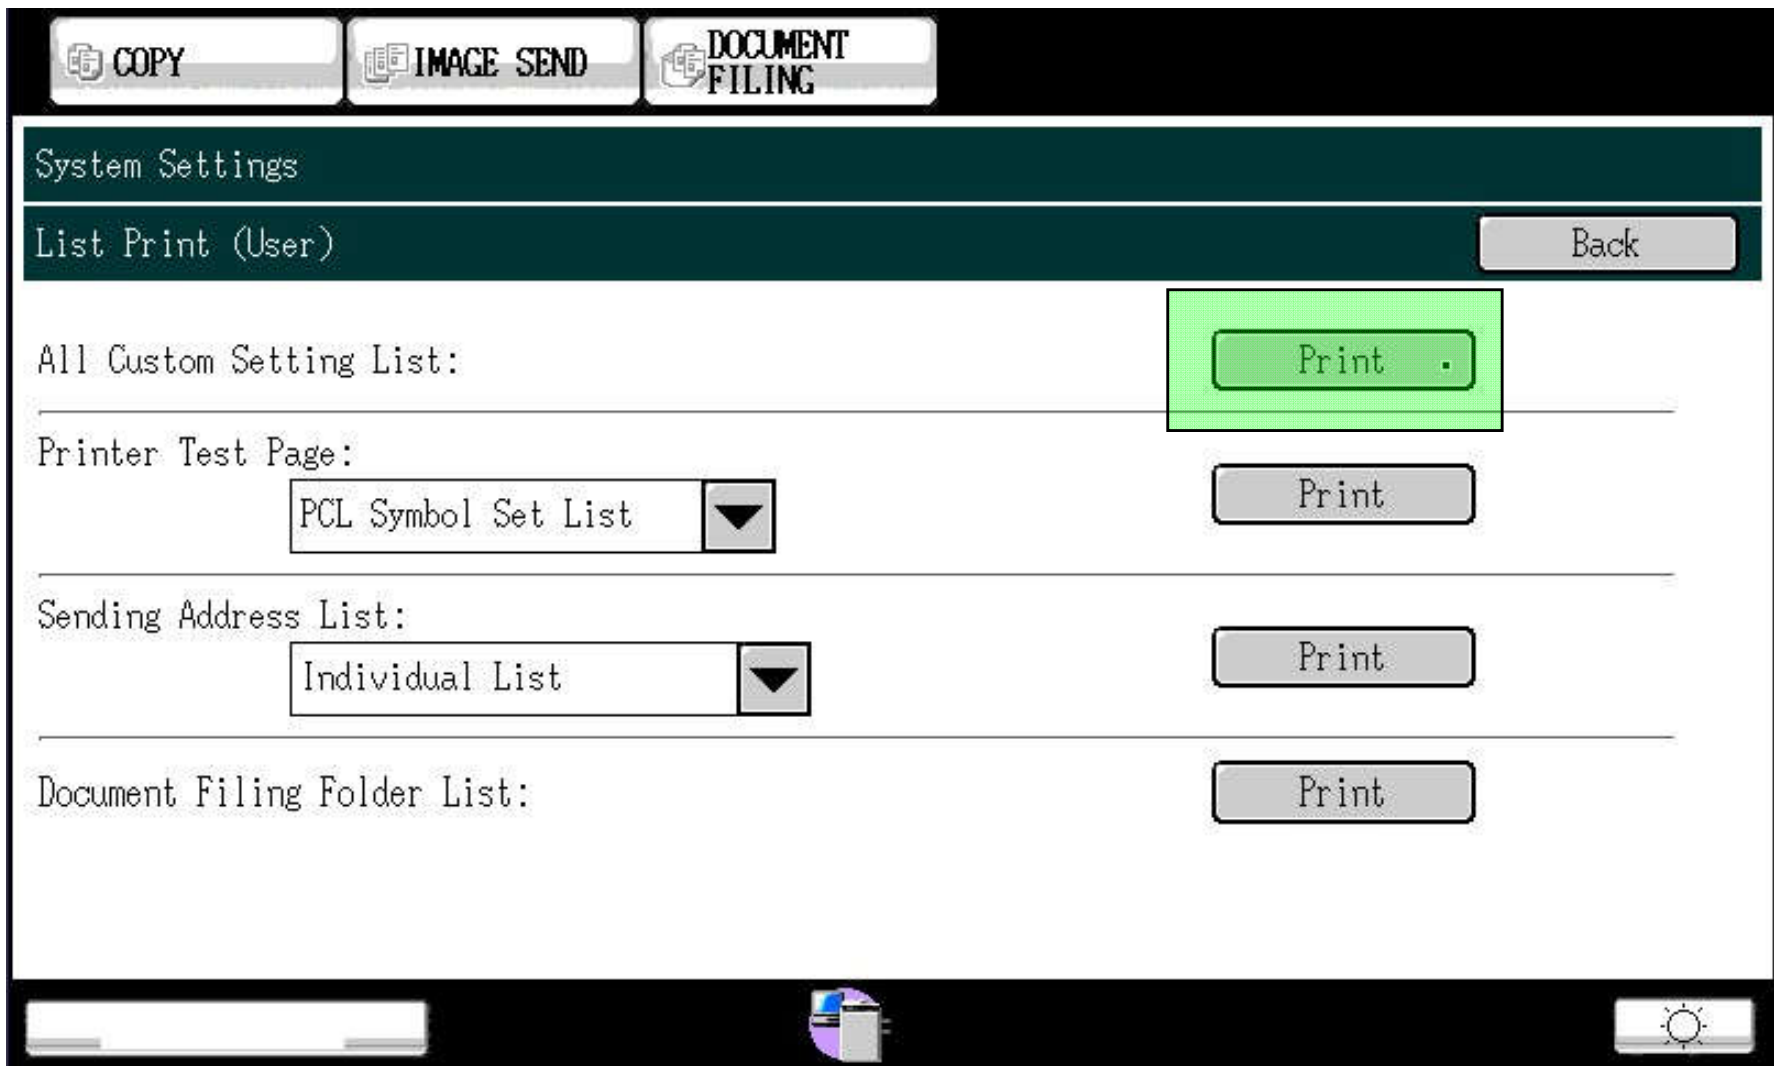 COPY
IMAGE SEND
DOCUMENT
FILING
System Settings
List Print (User)
Back
All Custom Setting List:
Print
Printer Test Page:
PCL Symbol Set List
Print
Sending Address List:
Individual List
Print
Document Filing Folder List:
Print